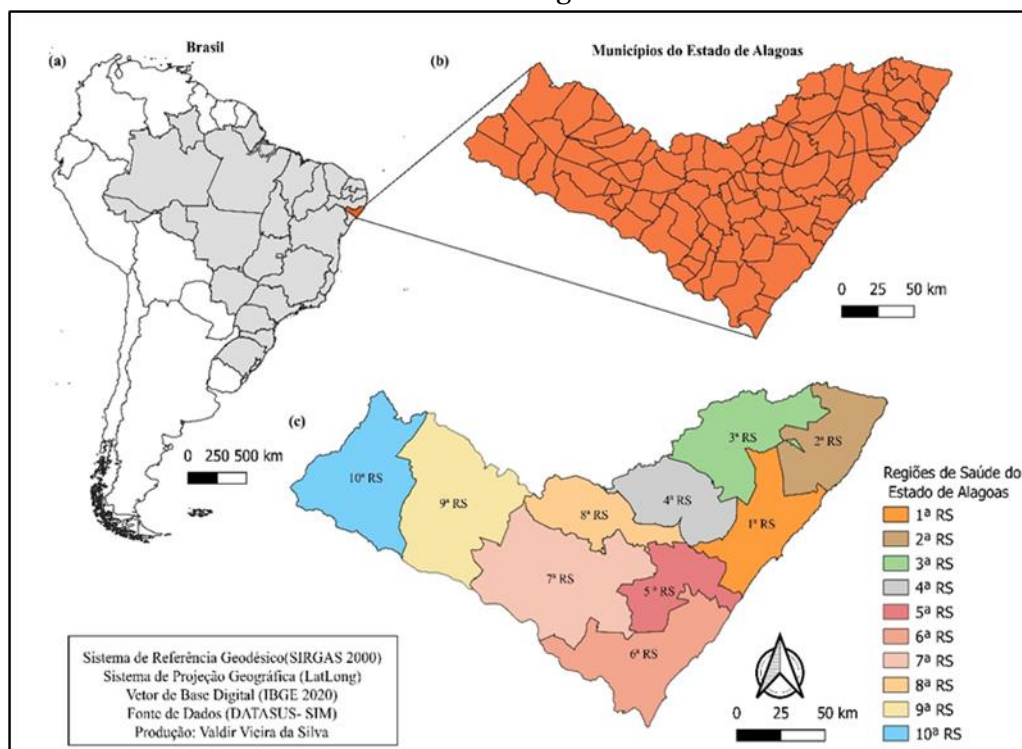 Brasil
(a)
Municípios do Estado de Alagoas
(b)
0 25 50 km
0 250 500 km
(c)
10ª RS
9ª RS
8ª RS
7ª RS
4ª RS
3ª RS
2ª RS
1ª RS
5ª RS
6ª RS
Regiões de Saúde do
Estado de Alagoas
1ª RS
2ª RS
3ª RS
4ª RS
5ª RS
6ª RS
7ª RS
8ª RS
9ª RS
10ª RS
0 25 50 km
Sistema de Referência Geodésico(SIRGAS 2000)
Sistema de Projeção Geográfica (LatLong)
Vetor de Base Digital (IBGE 2020)
Fonte de Dados (DATASUS- SIM)
Produção: Valdir Vieira da Silva